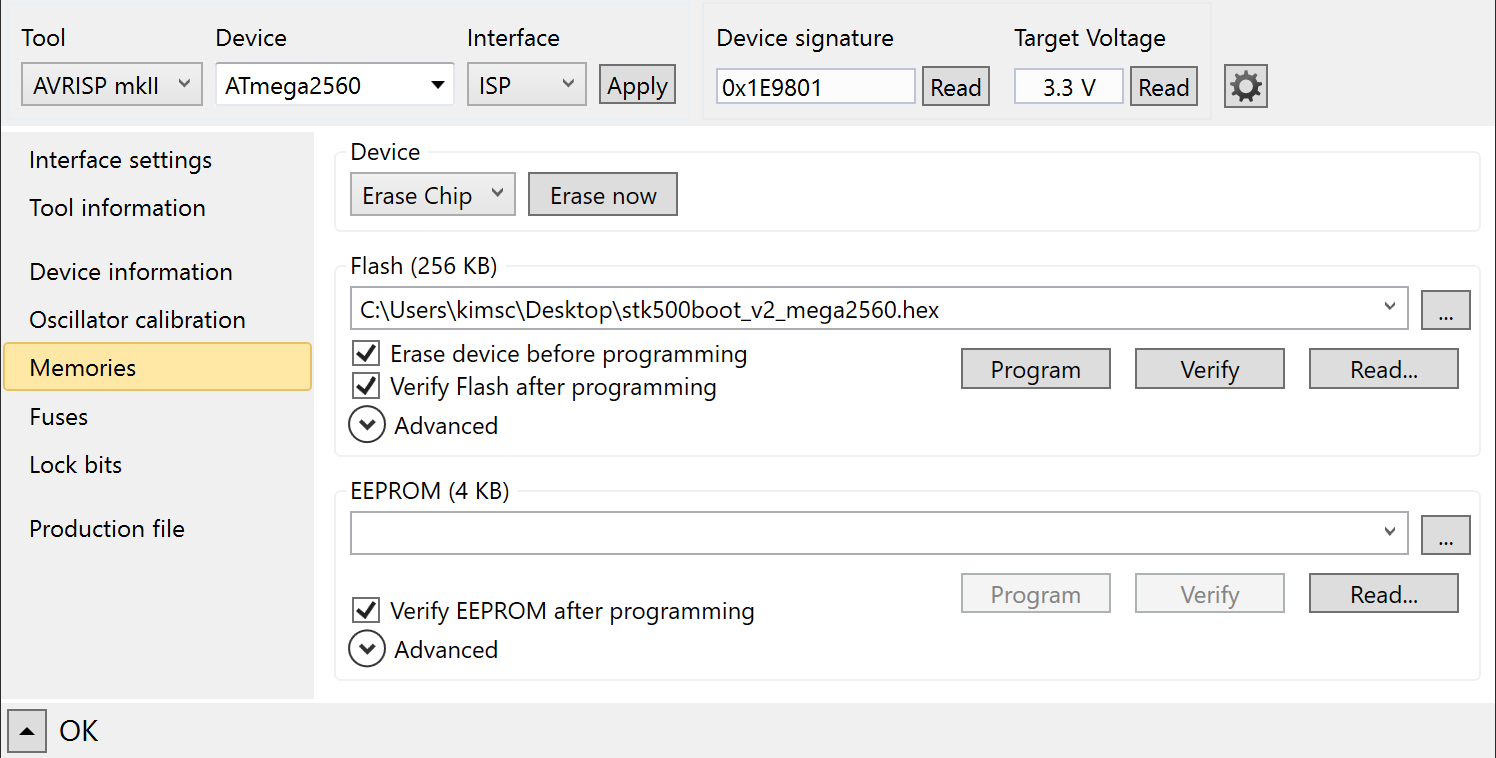 Tool Device Interface Device signature Target Voltage
AVRISP mkII ATmega2560 ISP Apply 0x1E9801 Read 3.3 V Read
Interface settings
Tool information
Device information
Oscillator calibration
Memories
Fuses
Lock bits
Production file
Device
Erase Chip Erase now
Flash (256 KB)
C:\Users\kimsc\Desktop\stk500boot_v2_mega2560.hex ...
Erase device before programming
Verify Flash after programming
Program Verify Read...
Advanced
EEPROM (4 KB)
...
Program Verify Read...
Verify EEPROM after programming
Advanced
OK